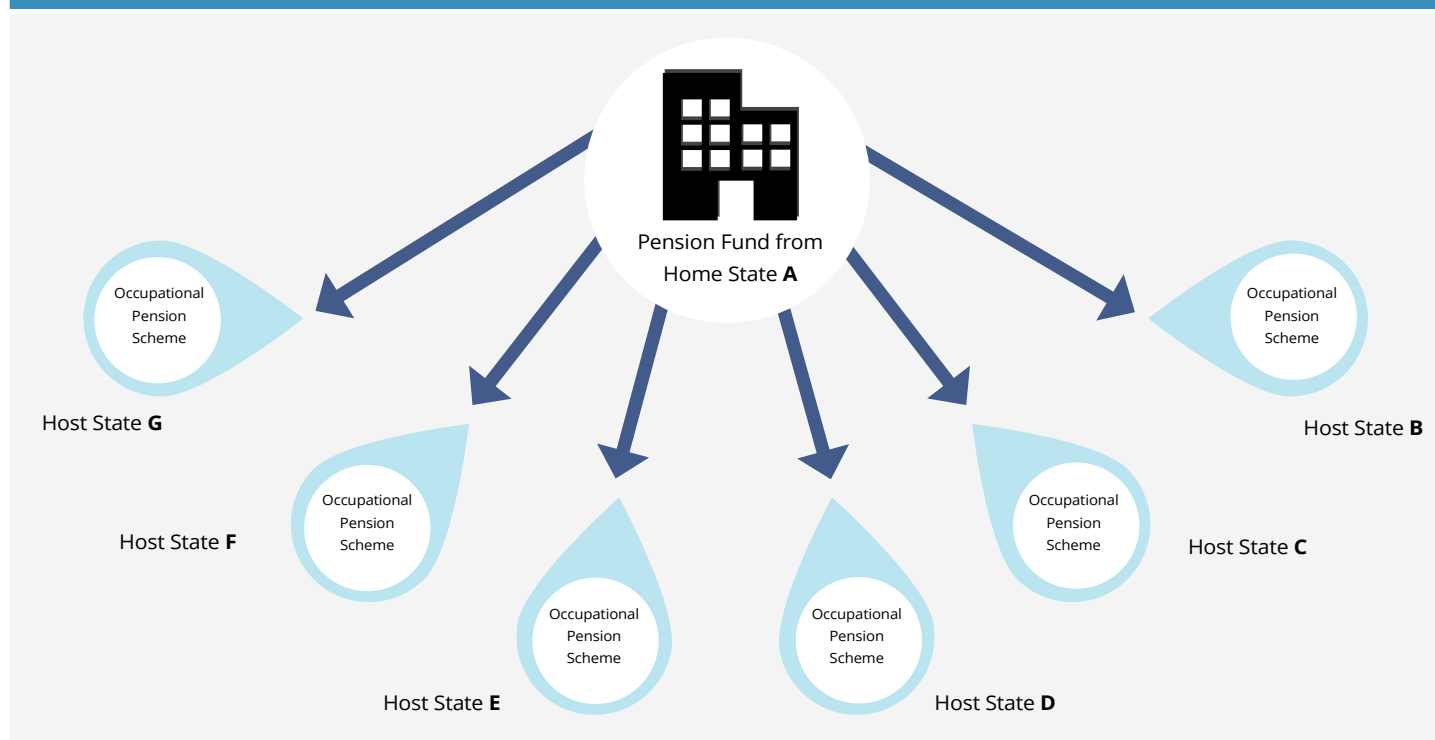 Pension Fund from
Home State A
Occupational
Pension
Scheme
Host State G
Occupational
Pension
Scheme
Host State B
Occupational
Pension
Scheme
Host State F
Occupational
Pension
Scheme
Host State C
Occupational
Pension
Scheme
Host State E
Occupational
Pension
Scheme
Host State D